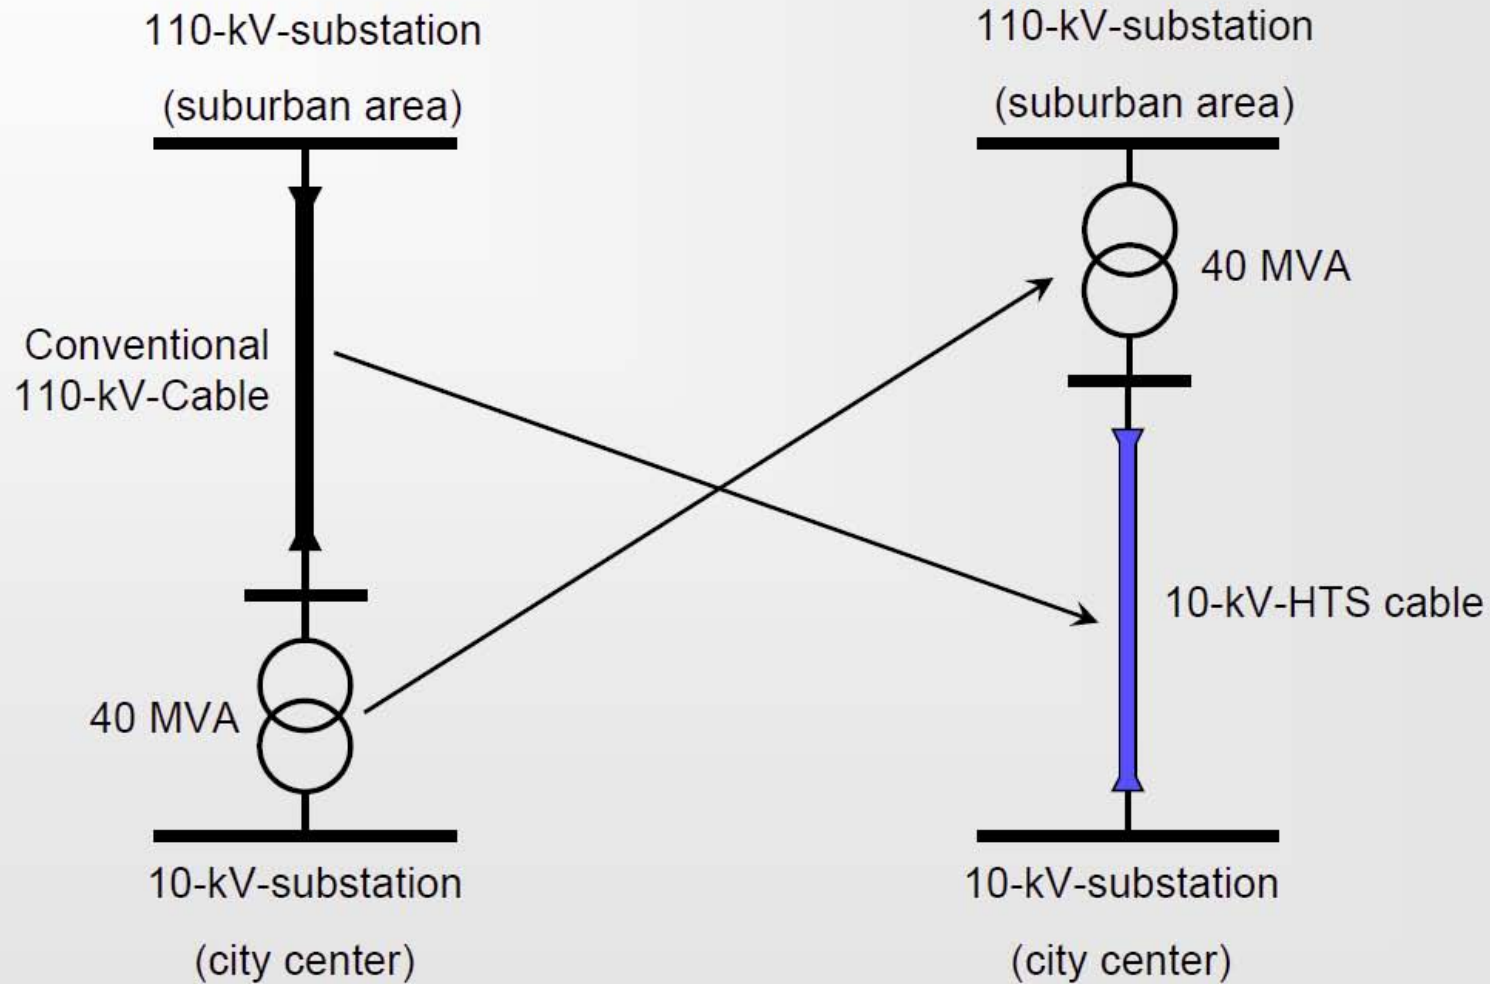 110-kV-substation
(suburban area)
Conventional
110-kV-Cable
40 MVA
10-kV-substation
(city center)
110-kV-substation
(suburban area)
40 MVA
10-kV-HTS cable
10-kV-substation
(city center)